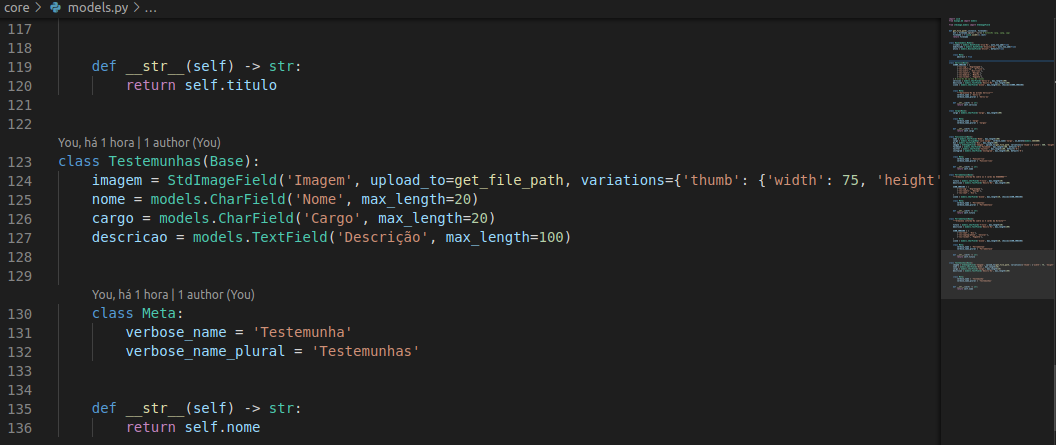 core > models.py > ...
117
118
119 def __str__(self) -> str:
120 return self.titulo
121
122
You, há 1 hora | 1 author (You)
123 class Testemunhas(Base):
124 imagem = StdImageField('Imagem', upload_to=get_file_path, variations={'thumb': {'width': 75, 'height'
125 nome = models.CharField('Nome', max_length=20)
126 cargo = models.CharField('Cargo', max_length=20)
127 descricao = models.TextField('Descrição', max_length=100)
128
129
You, há 1 hora | 1 author (You)
130 class Meta:
131 verbose_name = 'Testemunha'
132 verbose_name_plural = 'Testemunhas'
133
134
135 def __str__(self) -> str:
136 return self.nome